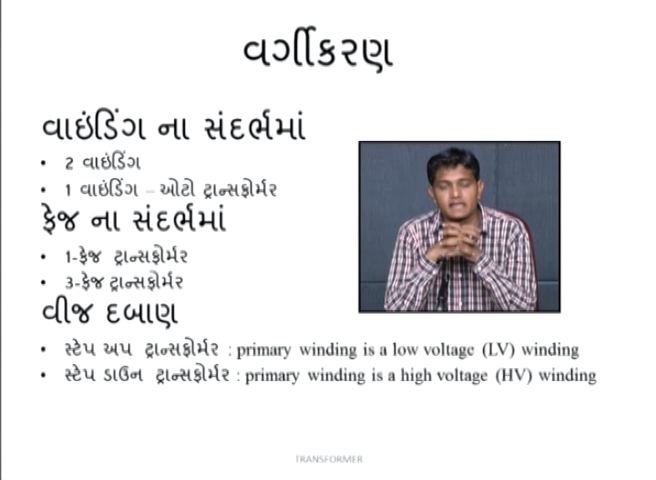 વર્ગીકરણ
વાઇંડિંગ ના સંદર્ભમાં
• 2 વાઇંડિંગ
• 1 વાઇંડિંગ – ઓટો ટ્રાન્સફોર્મર
ફેજ ના સંદર્ભમાં
• 1-ફેજ ટ્રાન્સફોર્મર
• 3-ફેજ ટ્રાન્સફોર્મર
વીજ દબાણ
• સ્ટેપ અપ ટ્રાન્સફોર્મર : primary winding is a low voltage (LV) winding
• સ્ટેપ ડાઉન ટ્રાન્સફોર્મર : primary winding is a high voltage (HV) winding
TRANSFORMER